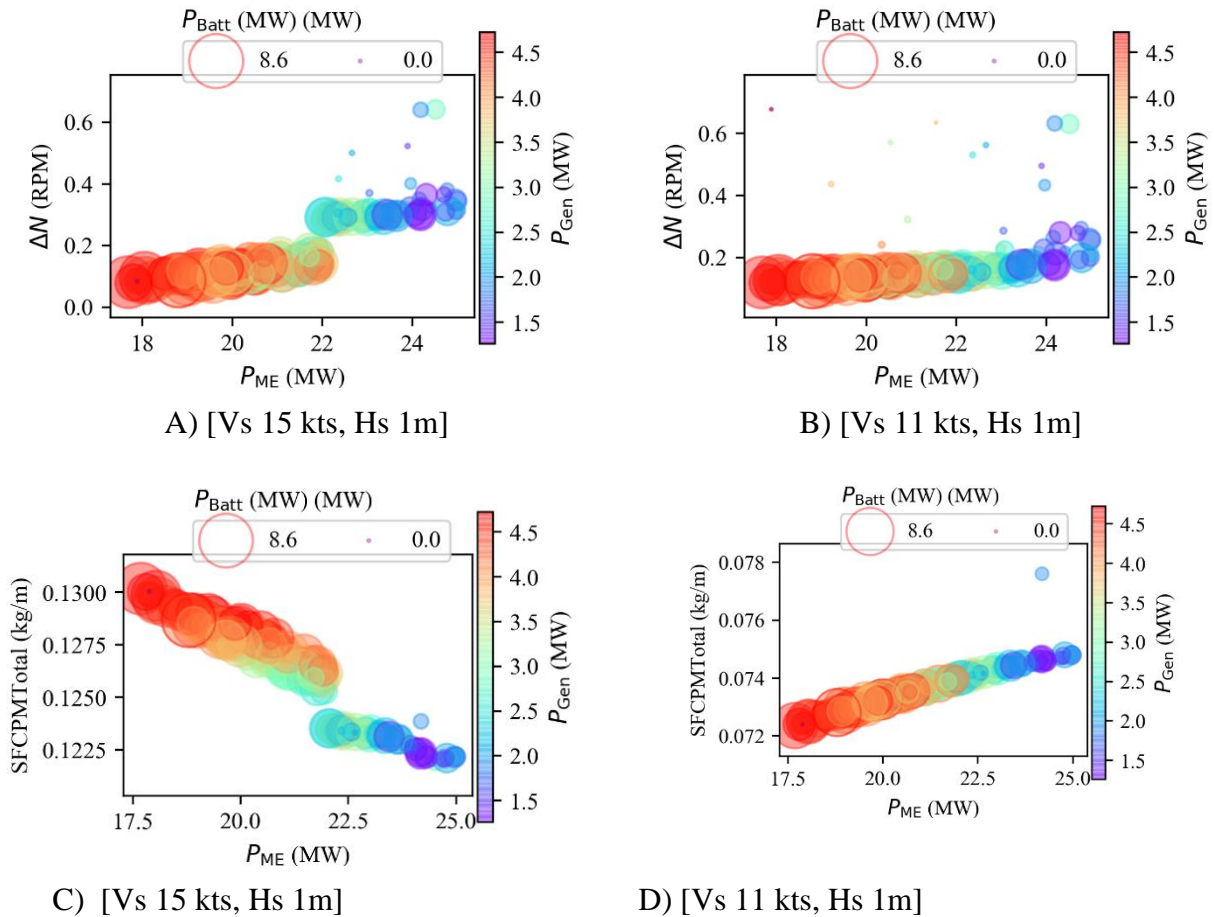 P_Batt (MW) (MW)
8.6 0.0
ΔN (RPM)
0.6
0.4
0.2
0.0
18 20 22 24
P_ME (MW)
4.5
4.0
3.5
3.0
2.5
2.0
1.5
P_Gen (MW)
A) [Vs 15 kts, Hs 1m]
P_Batt (MW) (MW)
8.6 0.0
ΔN (RPM)
0.6
0.4
0.2
18 20 22 24
P_ME (MW)
4.5
4.0
3.5
3.0
2.5
2.0
1.5
P_Gen (MW)
B) [Vs 11 kts, Hs 1m]
P_Batt (MW) (MW)
8.6 0.0
SFCPMTotal (kg/m)
0.1300
0.1275
0.1250
0.1225
17.5 20.0 22.5 25.0
P_ME (MW)
4.5
4.0
3.5
3.0
2.5
2.0
1.5
P_Gen (MW)
C) [Vs 15 kts, Hs 1m]
P_Batt (MW) (MW)
8.6 0.0
SFCPMTotal (kg/m)
0.078
0.076
0.074
0.072
17.5 20.0 22.5 25.0
P_ME (MW)
4.5
4.0
3.5
3.0
2.5
2.0
1.5
P_Gen (MW)
D) [Vs 11 kts, Hs 1m]